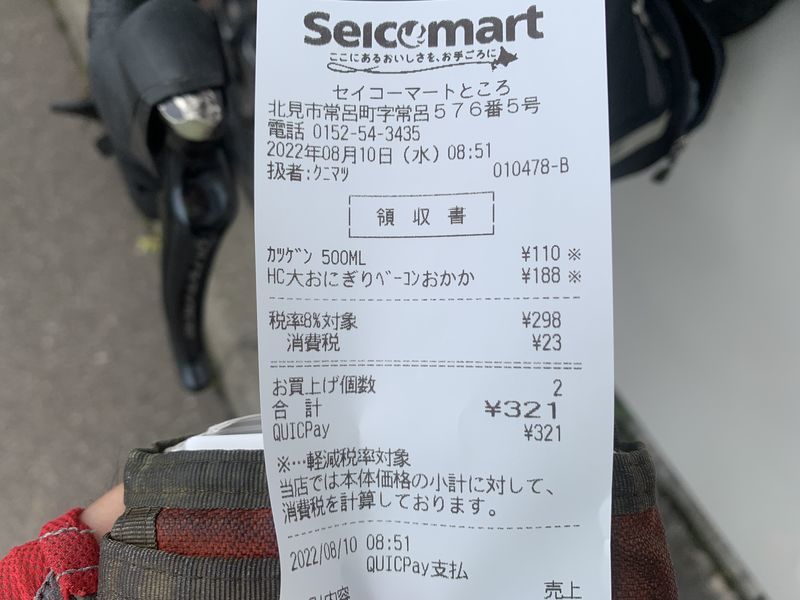 Seicomart
ここにあるおいしさを、お手ごろに
セイコーマートところ
北見市常呂町字常呂576番5号
電話 0152-54-3435
2022年08月10日(水) 08:51
扱者:ｸﾆﾏﾂ 010478-B
領収書
ｶﾂｹﾞﾝ 500ML ¥110 ※
HC大おにぎりﾍﾞｰｺﾝおかか ¥188 ※
税率8%対象 ¥298
消費税 ¥23
お買上げ個数 2
合計 ¥321
QUICPay ¥321
※…軽減税率対象
当店では本体価格の小計に対して、
消費税を計算しております。
2022/08/10 08:51
QUICPay支払
内容 売上